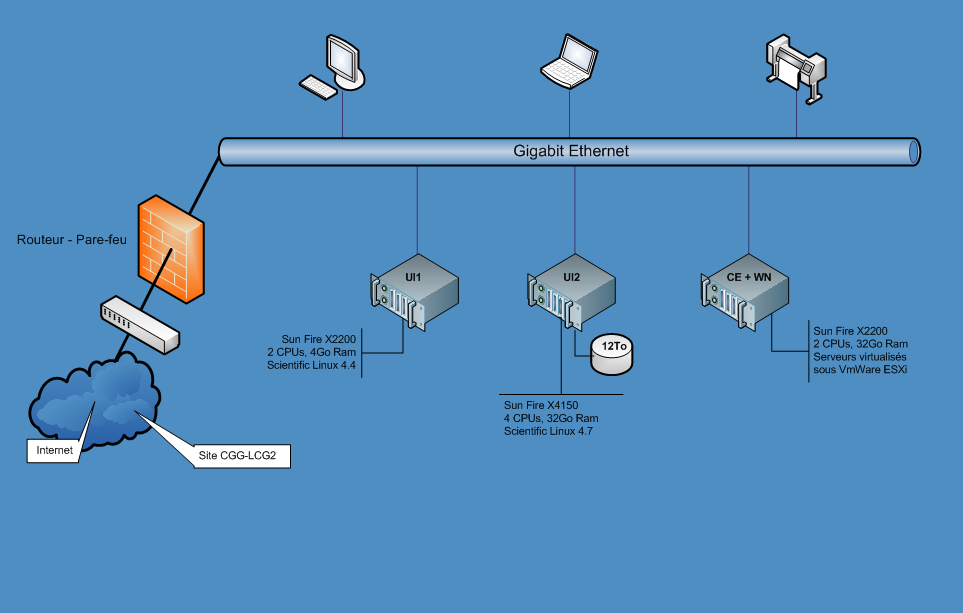 Gigabit Ethernet
Routeur - Pare-feu
UI1
UI2
CE + WN
Sun Fire X2200
2 CPUs, 4Go Ram
Scientific Linux 4.4
12To
Sun Fire X4150
4 CPUs, 32Go Ram
Scientific Linux 4.7
Sun Fire X2200
2 CPUs, 32Go Ram
Serveurs virtualisés
sous VmWare ESXi
Internet
Site CGG-LCG2